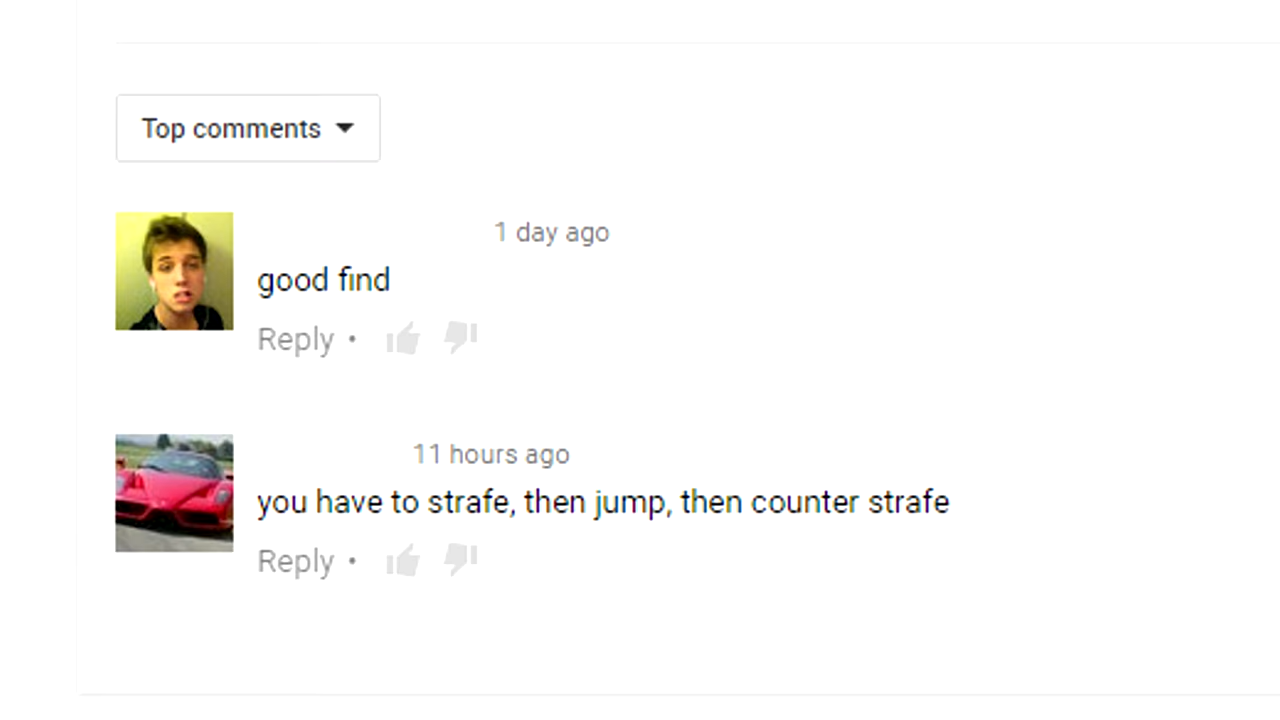 Top comments
1 day ago
good find
Reply •
11 hours ago
you have to strafe, then jump, then counter strafe
Reply •